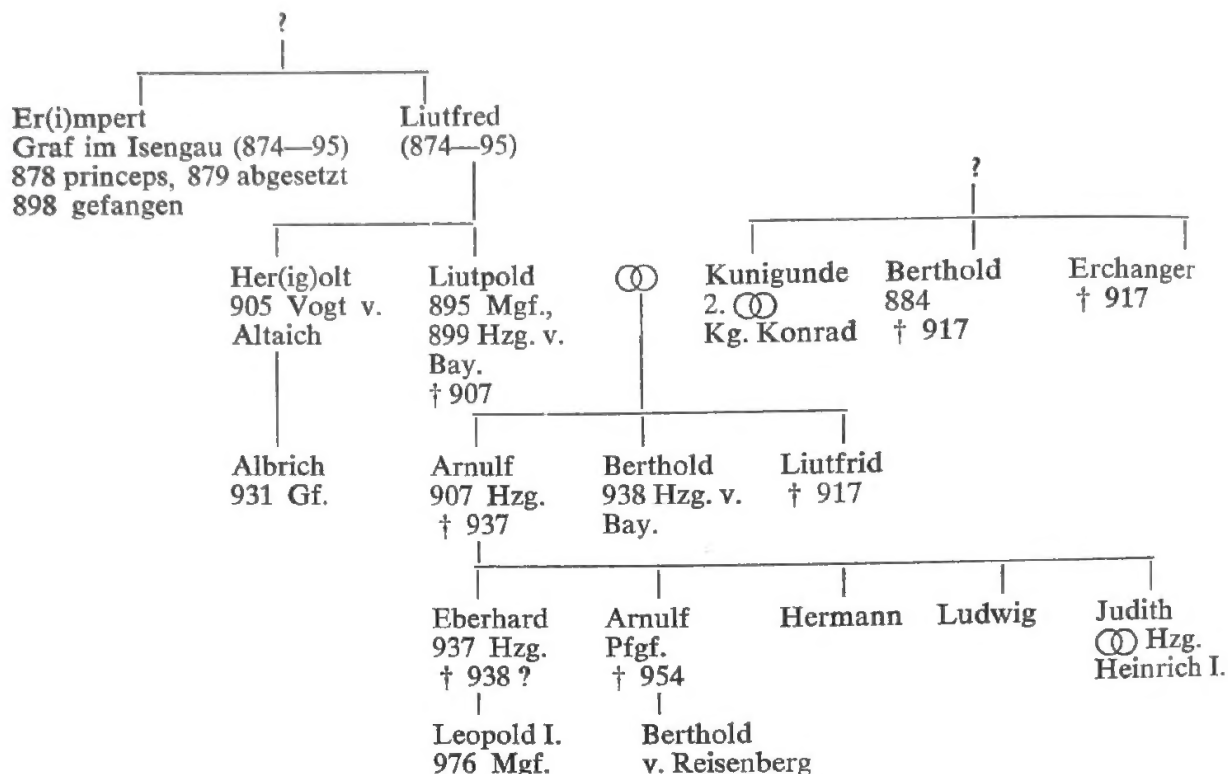 ?
Er(i)mpert
Graf im Isengau (874—95)
878 princeps, 879 abgesetzt
898 gefangen
Liutfred
(874—95)
?
Her(ig)olt
905 Vogt v.
Altaich
Liutpold
895 Mgf.,
899 Hzg. v.
Bay.
† 907
Kunigunde
2. ⚭
Kg. Konrad
Berthold
884
† 917
Erchanger
† 917
Albrich
931 Gf.
Arnulf
907 Hzg.
† 937
Berthold
938 Hzg. v.
Bay.
Liutfrid
† 917
Eberhard
937 Hzg.
† 938 ?
Arnulf
Pfgf.
† 954
Hermann
Ludwig
Judith
⚭ Hzg.
Heinrich I.
Leopold I.
976 Mgf.
Berthold
v. Reisenberg